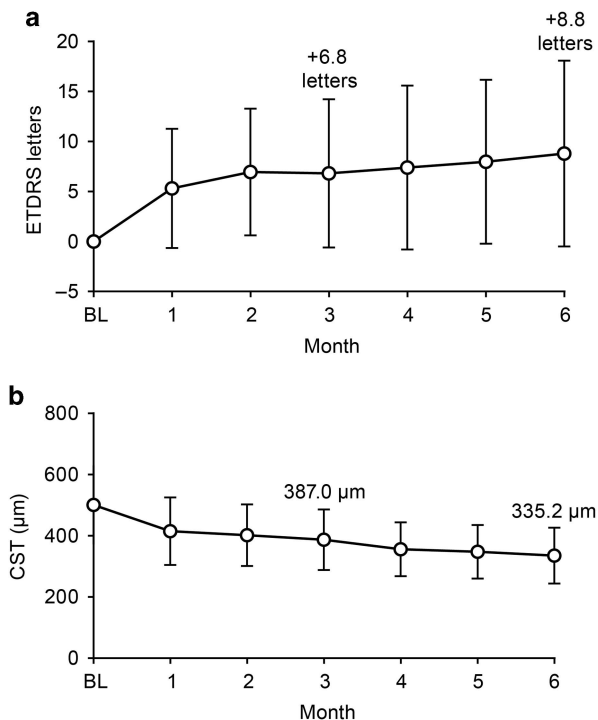 a
+6.8
letters
+8.8
letters
ETDRS letters
20
15
10
5
0
–5
BL 1 2 3 4 5 6
Month
b
387.0 µm
335.2 µm
CST (µm)
800
600
400
200
0
BL 1 2 3 4 5 6
Month